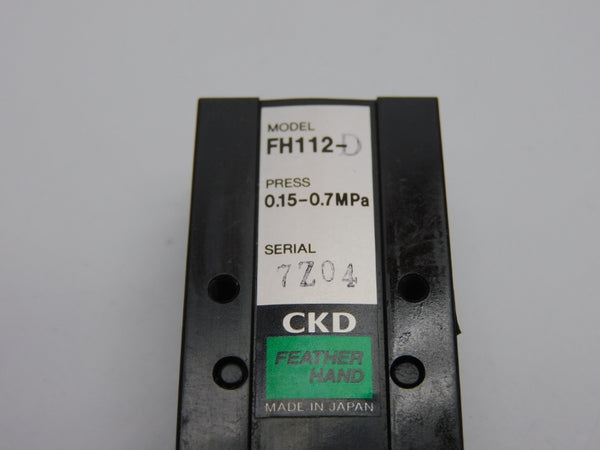 MODEL
FH112-D
PRESS
0.15-0.7MPa
SERIAL
7Z04
CKD
FEATHER
HAND
MADE IN JAPAN